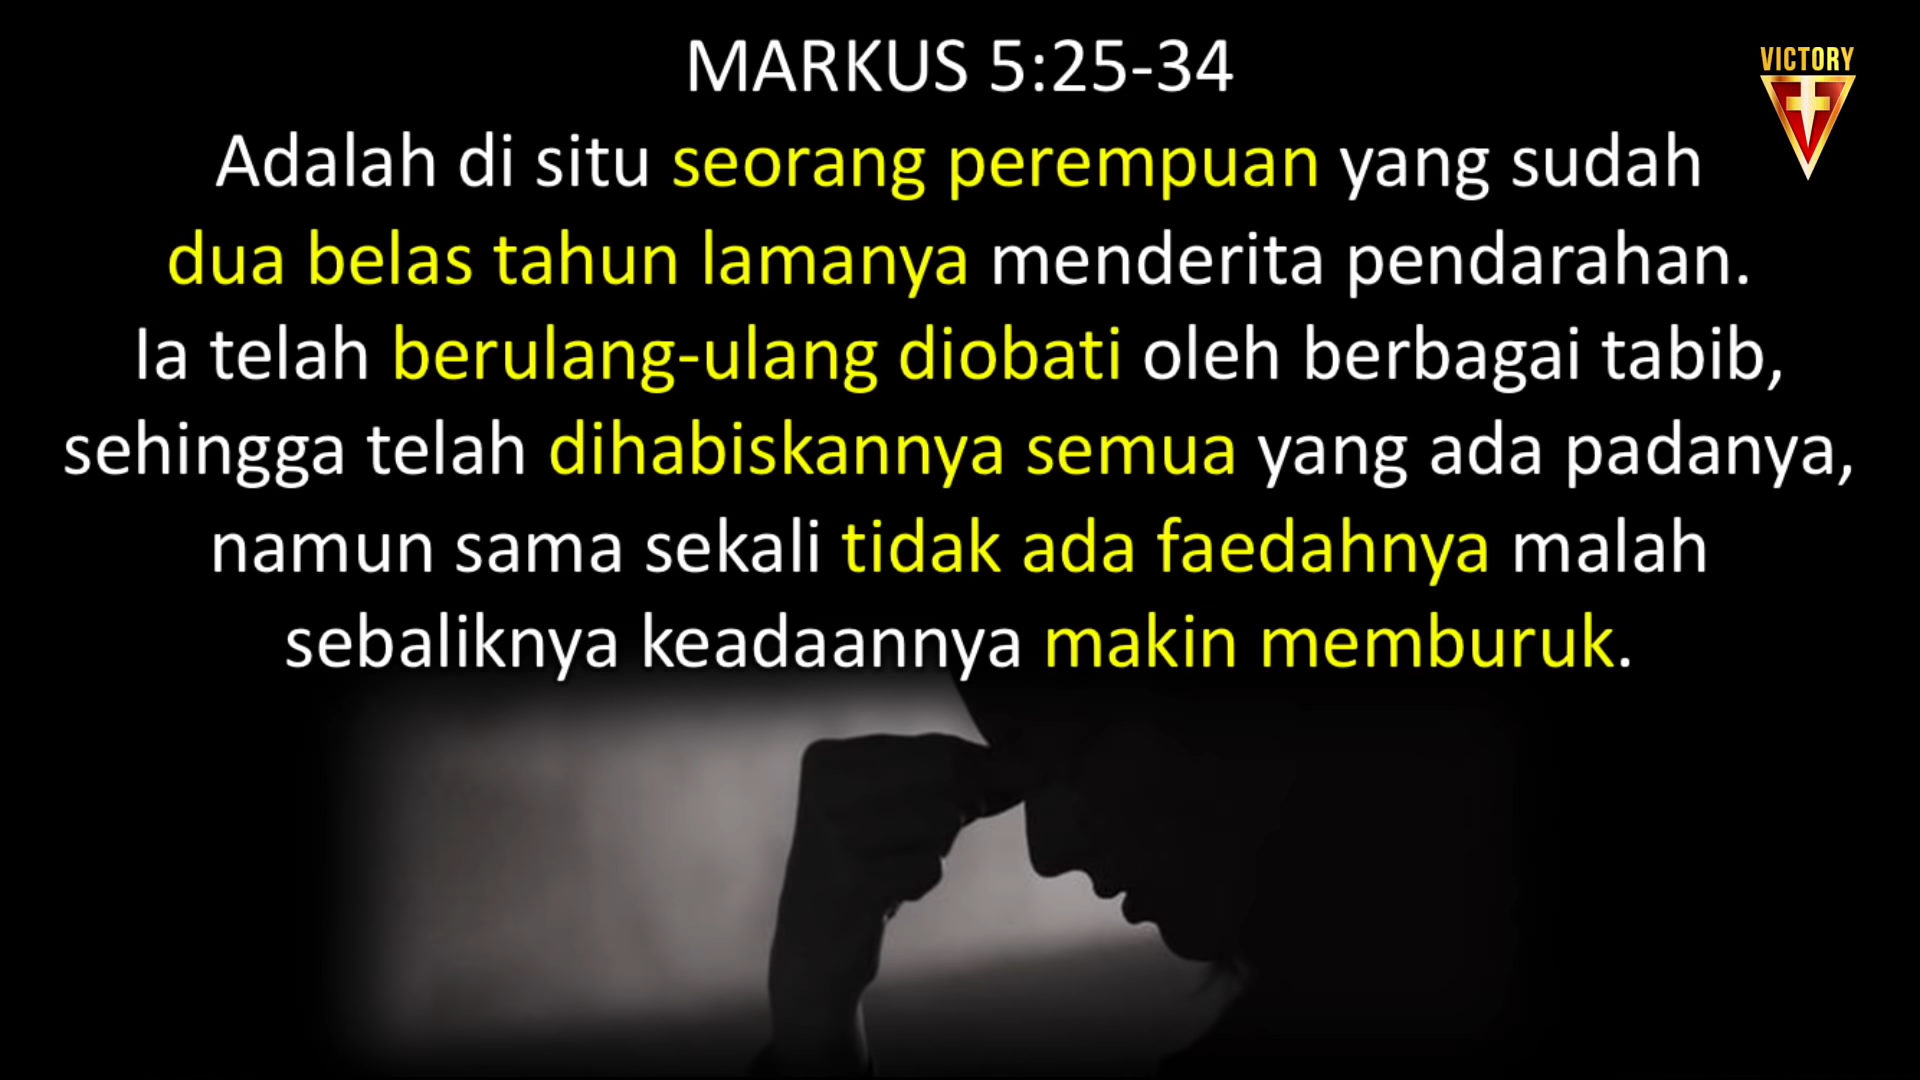 MARKUS 5:25-34
VICTORY
Adalah di situ seorang perempuan yang sudah
dua belas tahun lamanya menderita pendarahan.
Ia telah berulang-ulang diobati oleh berbagai tabib,
sehingga telah dihabiskannya semua yang ada padanya,
namun sama sekali tidak ada faedahnya malah
sebaliknya keadaannya makin memburuk.